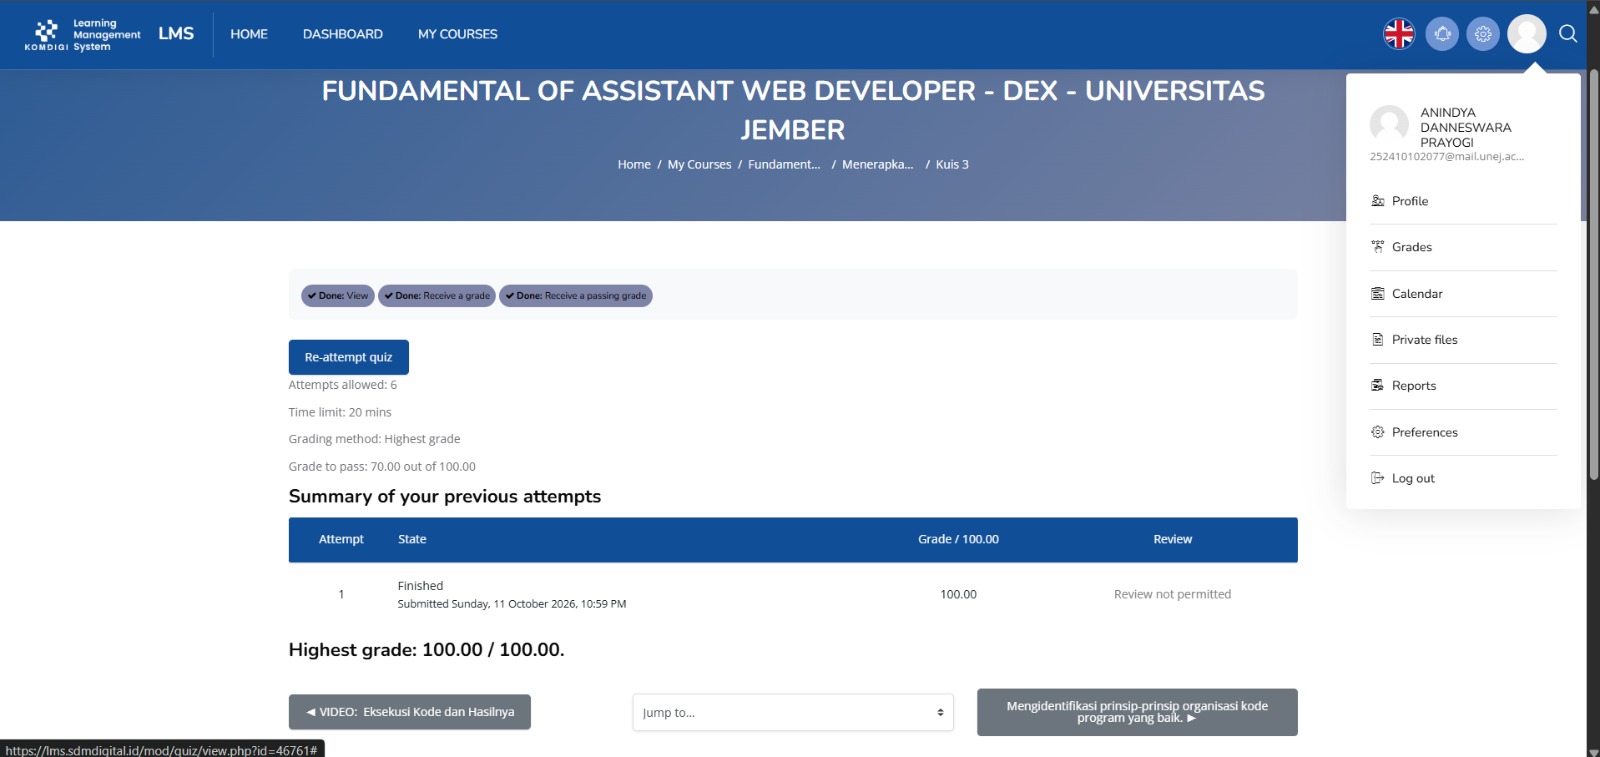 KOMDIGI
Learning
Management
System
LMS
HOME
DASHBOARD
MY COURSES
FUNDAMENTAL OF ASSISTANT WEB DEVELOPER - DEX - UNIVERSITAS
JEMBER
Home / My Courses / Fundament... / Menerapka... / Kuis 3
ANINDYA
DANNESWARA
PRAYOGI
252410102077@mail.unej.ac...
Profile
Grades
Calendar
Private files
Reports
Preferences
Log out
Done: View
Done: Receive a grade
Done: Receive a passing grade
Re-attempt quiz
Attempts allowed: 6
Time limit: 20 mins
Grading method: Highest grade
Grade to pass: 70.00 out of 100.00
Summary of your previous attempts
Attempt State Grade / 100.00 Review
1 Finished 100.00 Review not permitted
Submitted Sunday, 11 October 2026, 10:59 PM
Highest grade: 100.00 / 100.00.
◄ VIDEO: Eksekusi Kode dan Hasilnya
Jump to...
Mengidentifikasi prinsip-prinsip organisasi kode
program yang baik. ►
https://lms.sdmdigital.id/mod/quiz/view.php?id=46761#